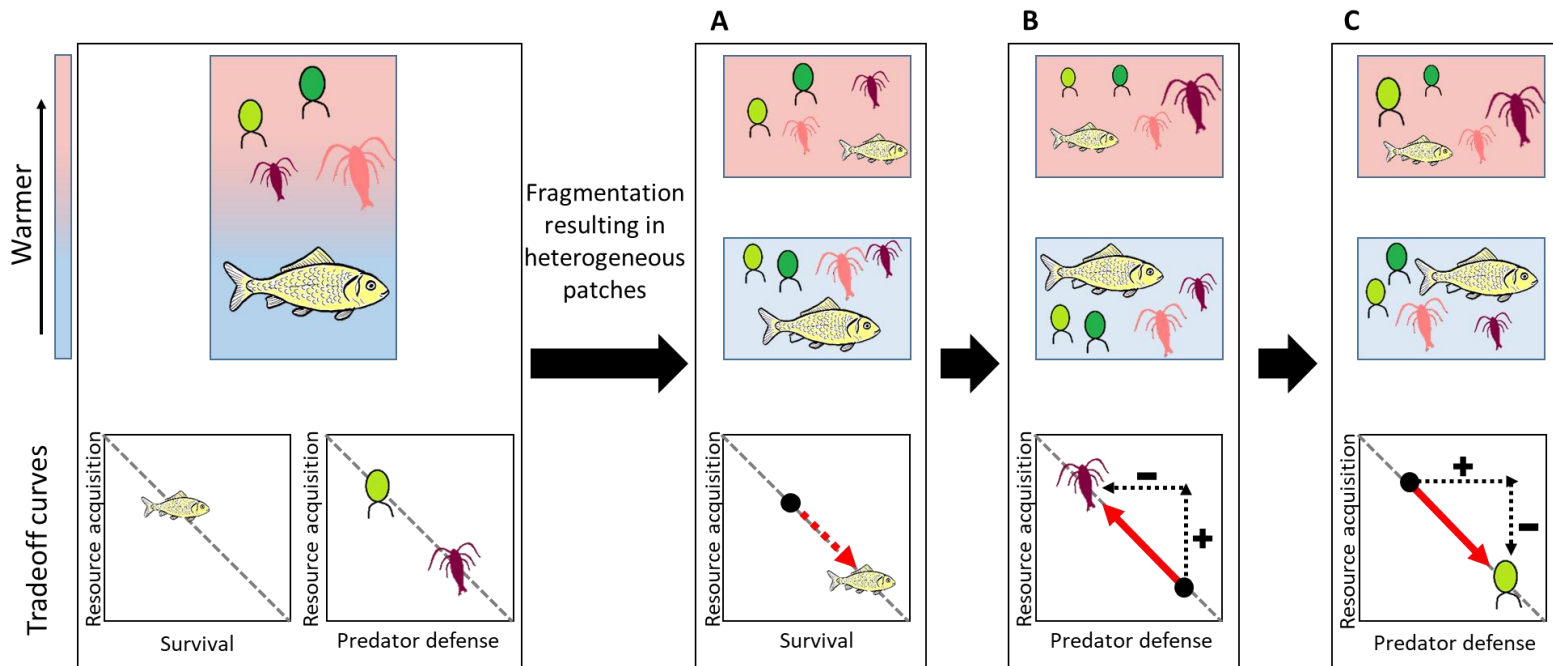 A
B
C
Warmer
Fragmentation
resulting in
heterogeneous
patches
Tradeoff curves
Resource acquisition
Survival
Resource acquisition
Predator defense
Resource acquisition
Survival
Resource acquisition
Predator defense
−
+
Resource acquisition
Predator defense
+
−